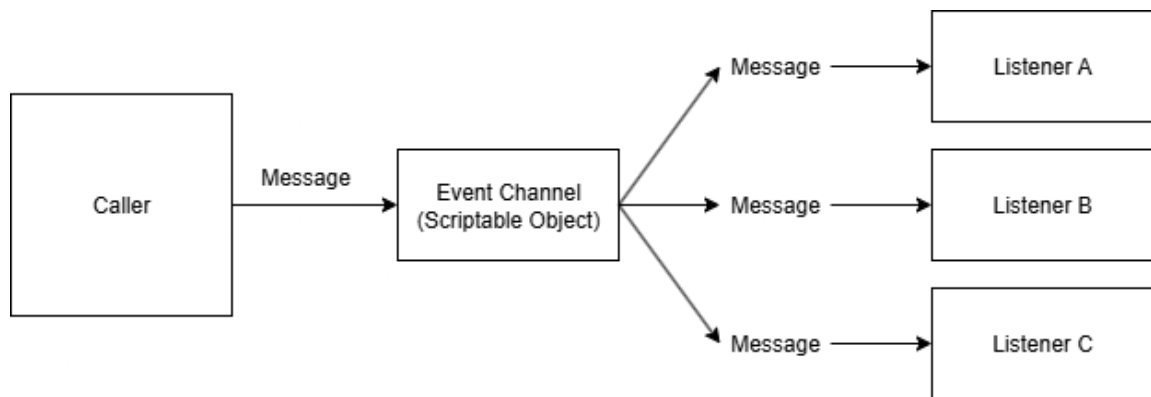 Caller
Message
Event Channel
(Scriptable Object)
Message
Listener A
Message
Listener B
Message
Listener C